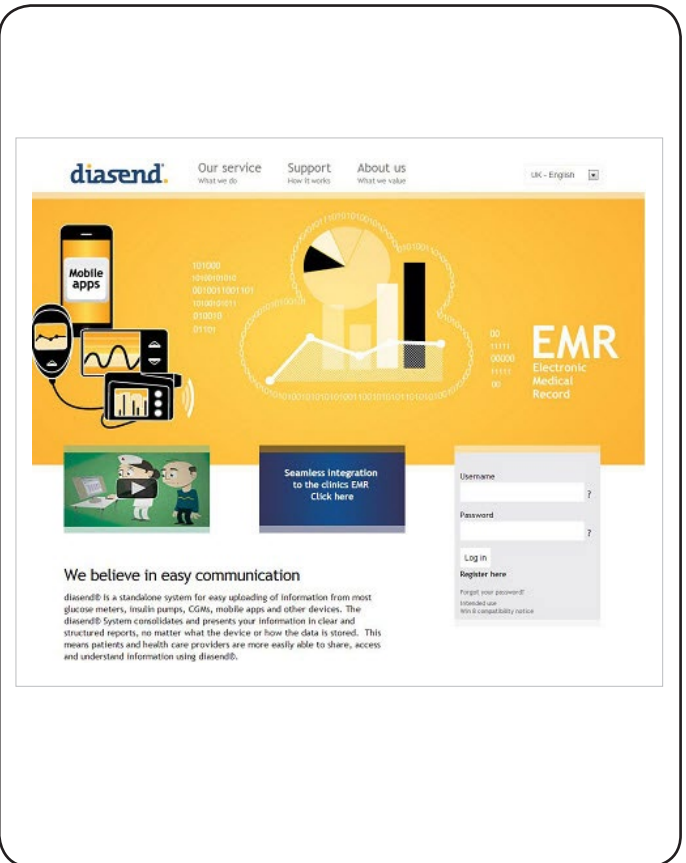 diasend®
Our service
What we do
Support
How it works
About us
What we value
UK - English
Mobile
apps
101000
10100101010
0010011001101
10100101011
010010
01101
00
11111
00000
11111
00
EMR
Electronic
Medical
Record
Seamless integration
to the clinics EMR
Click here
Username
?
Password
?
Log in
Register here
Forgot your password?
Intended use
Win 8 compatibility notice
We believe in easy communication
diasend® is a standalone system for easy uploading of information from most
glucose meters, insulin pumps, CGMs, mobile apps and other devices. The
diasend® System consolidates and presents your information in clear and
structured reports, no matter what the device or how the data is stored. This
means patients and health care providers are more easily able to share, access
and understand information using diasend®.